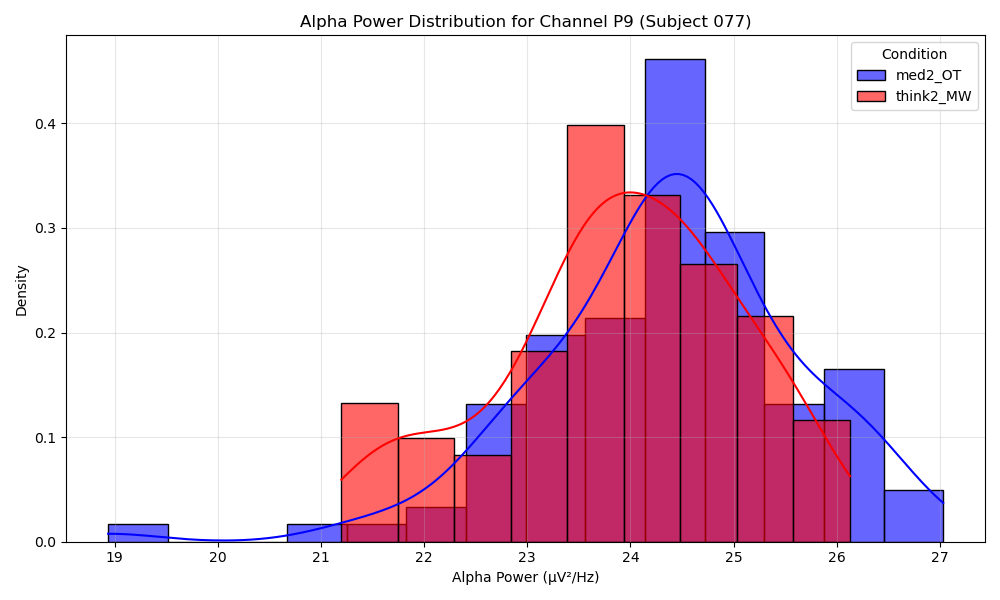 Alpha Power Distribution for Channel P9 (Subject 077)
Condition
med2_OT
think2_MW
0.4
0.3
0.2
0.1
0.0
Density
19 20 21 22 23 24 25 26 27
Alpha Power (µV²/Hz)